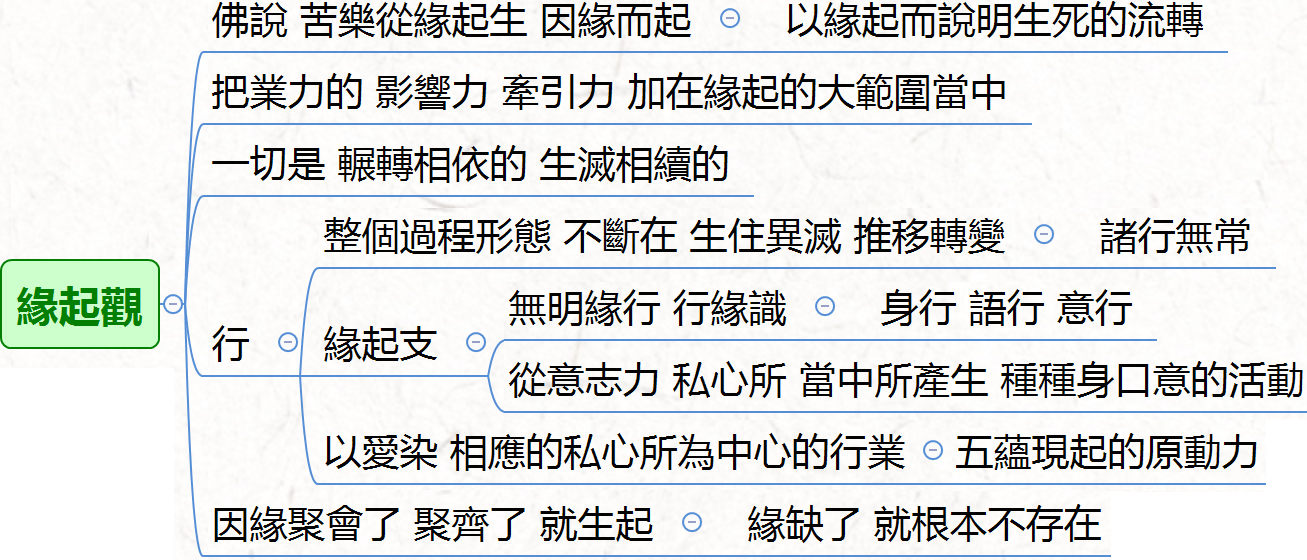 佛說 苦樂從緣起生 因緣而起 以緣起而說明生死的流轉
把業力的 影響力 牽引力 加在緣起的大範圍當中
一切是 輾轉相依的 生滅相續的
整個過程形態 不斷在 生住異滅 推移轉變 諸行無常
緣起觀
無明緣行 行緣識 身行 語行 意行
行 緣起支
從意志力 私心所 當中所產生 種種身口意的活動
以愛染 相應的私心所為中心的行業 五蘊現起的原動力
因緣聚會了 聚齊了 就生起 緣缺了 就根本不存在